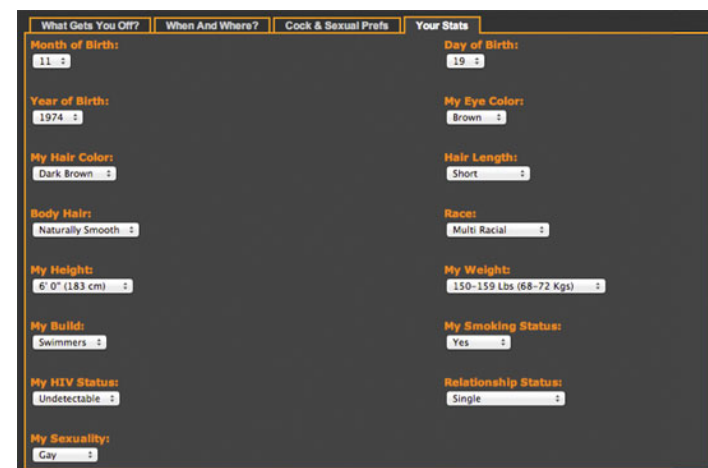 What Gets You Off? When And Where? Cock & Sexual Prefs Your Stats
Month of Birth: Day of Birth:
11 19
Year of Birth: My Eye Color:
1974 Brown
My Hair Color: Hair Length:
Dark Brown Short
Body Hair: Race:
Naturally Smooth Multi Racial
My Height: My Weight:
6' 0" (183 cm) 150-159 Lbs (68-72 Kgs)
My Build: My Smoking Status:
Swimmers Yes
My HIV Status: Relationship Status:
Undetectable Single
My Sexuality:
Gay